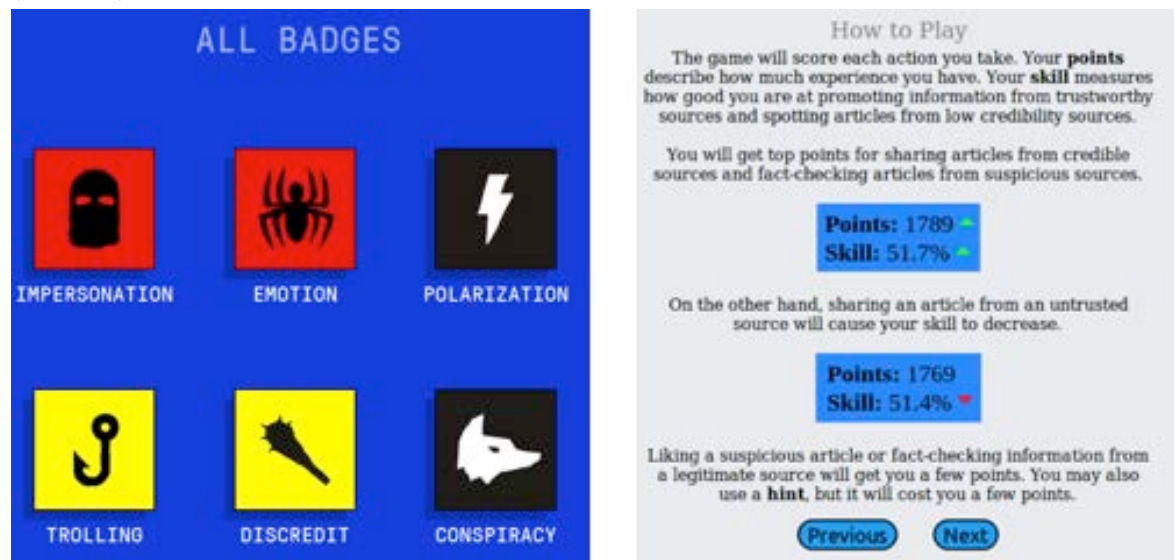 ALL BADGES
IMPERSONATION
EMOTION
POLARIZATION
TROLLING
DISCREDIT
CONSPIRACY
How to Play
The game will score each action you take. Your points
describe how much experience you have. Your skill measures
how good you are at promoting information from trustworthy
sources and spotting articles from low credibility sources.
You will get top points for sharing articles from credible
sources and fact-checking articles from suspicious sources.
Points: 1789
Skill: 51.7%
On the other hand, sharing an article from an untrusted
source will cause your skill to decrease.
Points: 1769
Skill: 51.4%
Liking a suspicious article or fact-checking information from
a legitimate source will get you a few points. You may also
use a hint, but it will cost you a few points.
Previous
Next